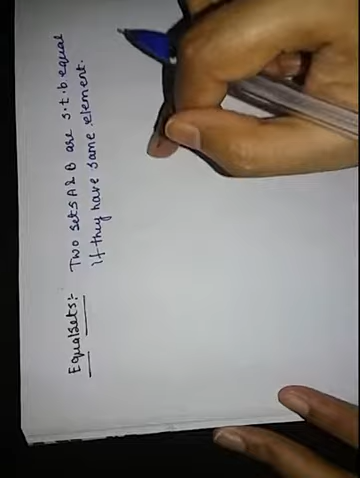 Equalsets:- Two sets A & B are s.t.b equal
if they have same element.